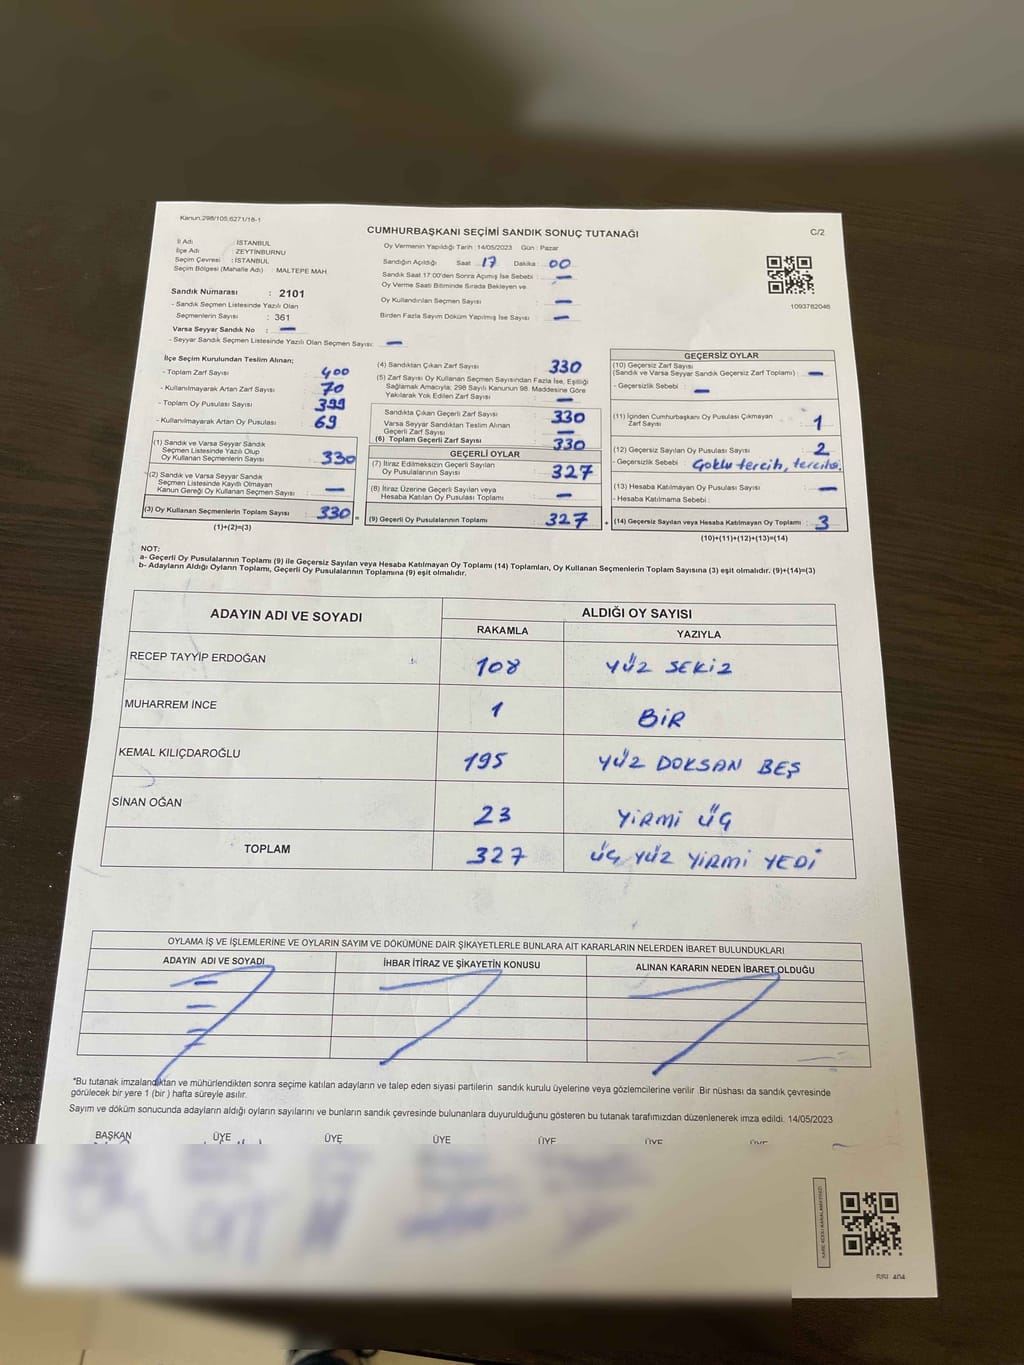 Kanun.298/105,6271/18-1
CUMHURBAŞKANI SEÇİMİ SANDIK SONUÇ TUTANAĞI
C/2
İl Adı : İSTANBUL
İlçe Adı : ZEYTİNBURNU
Seçim Çevresi : İSTANBUL
Seçim Bölgesi (Mahalle Adı) : MALTEPE MAH.
Sandık Numarası : 2101
- Sandık Seçmen Listesinde Yazılı Olan
Seçmenlerin Sayısı : 361
Varsa Seyyar Sandık No : —
- Seyyar Sandık Seçmen Listesinde Yazılı Olan Seçmen Sayısı: —
Oy Vermenin Yapıldığı Tarih : 14/05/2023 Gün : Pazar
Sandığın Açıldığı Saat 17 Dakika : 00
Sandık Saat 17:00'den Sonra Açılmış İse Sebebi : —
Oy Verme Saati Bitiminde Sırada Bekleyen ve
Oy Kullandırılan Seçmen Sayısı : —
Birden Fazla Sayım Döküm Yapılmış İse Sayısı : —
1093782046
İlçe Seçim Kurulundan Teslim Alınan;
- Toplam Zarf Sayısı : 400
- Kullanılmayarak Artan Zarf Sayısı : 70
- Toplam Oy Pusulası Sayısı : 399
- Kullanılmayarak Artan Oy Pusulası : 69
(1) Sandık ve Varsa Seyyar Sandık
Seçmen Listesinde Yazılı Olup
Oy Kullanan Seçmenlerin Sayısı : 330
(2) Sandık ve Varsa Seyyar Sandık
Seçmen Listesinde Kayıtlı Olmayan
Kanun Gereği Oy Kullanan Seçmen Sayısı : —
(3) Oy Kullanan Seçmenlerin Toplam Sayısı : 330
(1)+(2)=(3)
(4) Sandıktan Çıkan Zarf Sayısı : 330
(5) Zarf Sayısı Oy Kullanan Seçmen Sayısından Fazla İse, Eşitliği
Sağlamak Amacıyla; 298 Sayılı Kanunun 98. Maddesine Göre
Yakılarak Yok Edilen Zarf Sayısı : —
Sandıkta Çıkan Geçerli Zarf Sayısı : 330
Varsa Seyyar Sandıktan Teslim Alınan
Geçerli Zarf Sayısı : —
(6) Toplam Geçerli Zarf Sayısı : 330
GEÇERLİ OYLAR
(7) İtiraz Edilmeksizin Geçerli Sayılan
Oy Pusulalarının Sayısı : 327
(8) İtiraz Üzerine Geçerli Sayılan veya
Hesaba Katılan Oy Pusulası Toplamı : —
(9) Geçerli Oy Pusulalarının Toplamı : 327
GEÇERSİZ OYLAR
(10) Geçersiz Zarf Sayısı
(Sandık ve Varsa Seyyar Sandık Geçersiz Zarf Toplamı) : —
- Geçersizlik Sebebi : —
(11) İçinden Cumhurbaşkanı Oy Pusulası Çıkmayan
Zarf Sayısı : 1
(12) Geçersiz Sayılan Oy Pusulası Sayısı : 2
- Geçersizlik Sebebi : Çoklu tercih,
(13) Hesaba Katılmayan Oy Pusulası Sayısı : —
- Hesaba Katılmama Sebebi :
(14) Geçersiz Sayılan veya Hesaba Katılmayan Oy Toplamı : 3
(10)+(11)+(12)+(13)=(14)
NOT:
a- Geçerli Oy Pusulalarının Toplamı (9) ile Geçersiz Sayılan veya Hesaba Katılmayan Oy Toplamı (14) Toplamları, Oy Kullanan Seçmenlerin Toplam Sayısına (3) eşit olmalıdır. (9)+(14)=(3)
b- Adayların Aldığı Oyların Toplamı, Geçerli Oy Pusulalarının Toplamına (9) eşit olmalıdır.
ADAYIN ADI VE SOYADI
ALDIĞI OY SAYISI
RAKAMLA YAZIYLA
RECEP TAYYİP ERDOĞAN 108 YÜZ SEKİZ
MUHARREM İNCE 1 BİR
KEMAL KILIÇDAROĞLU 195 YÜZ DOKSAN BEŞ
SİNAN OĞAN 23 YİRMİ ÜÇ
TOPLAM 327 ÜÇ YÜZ YİRMİ YEDİ
OYLAMA İŞ VE İŞLEMLERİNE VE OYLARIN SAYIM VE DÖKÜMÜNE DAİR ŞİKAYETLERLE BUNLARA AİT KARARLARIN NELERDEN İBARET BULUNDUKLARI
ADAYIN ADI VE SOYADI İHBAR İTİRAZ VE ŞİKAYETİN KONUSU ALINAN KARARIN NEDEN İBARET OLDUĞU
*Bu tutanak imzalandıktan ve mühürlendikten sonra seçime katılan adayların ve talep eden siyasi partilerin sandık kurulu üyelerine veya gözlemcilerine verilir .Bir nüshası da sandık çevresinde
görülecek bir yere 1 (bir ) hafta süreyle asılır.
Sayım ve döküm sonucunda adayların aldığı oyların sayılarını ve bunların sandık çevresinde bulunanlara duyurulduğunu gösteren bu tutanak tarafımızdan düzenlenerek imza edildi. 14/05/2023
BAŞKAN ÜYE ÜYE ÜYE ÜYE ÜYE ÜYE